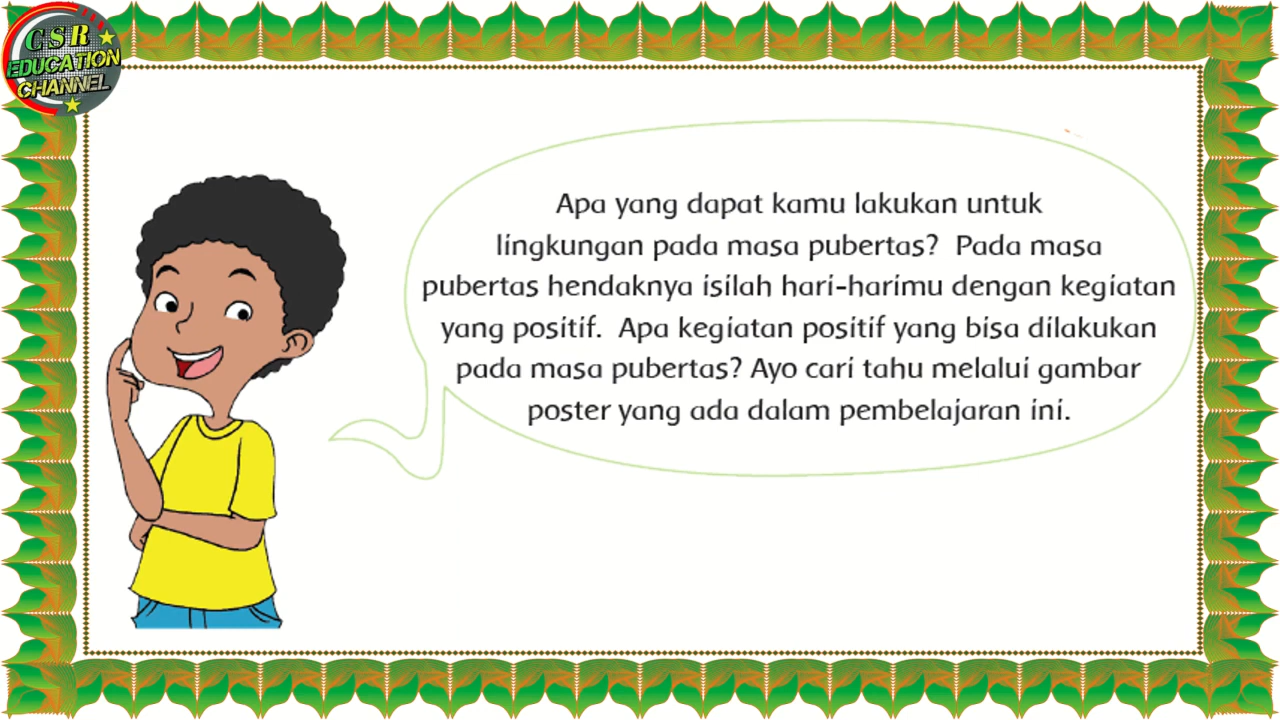 CSR
EDUCATION
CHANNEL
Apa yang dapat kamu lakukan untuk
lingkungan pada masa pubertas? Pada masa
pubertas hendaknya isilah hari-harimu dengan kegiatan
yang positif. Apa kegiatan positif yang bisa dilakukan
pada masa pubertas? Ayo cari tahu melalui gambar
poster yang ada dalam pembelajaran ini.